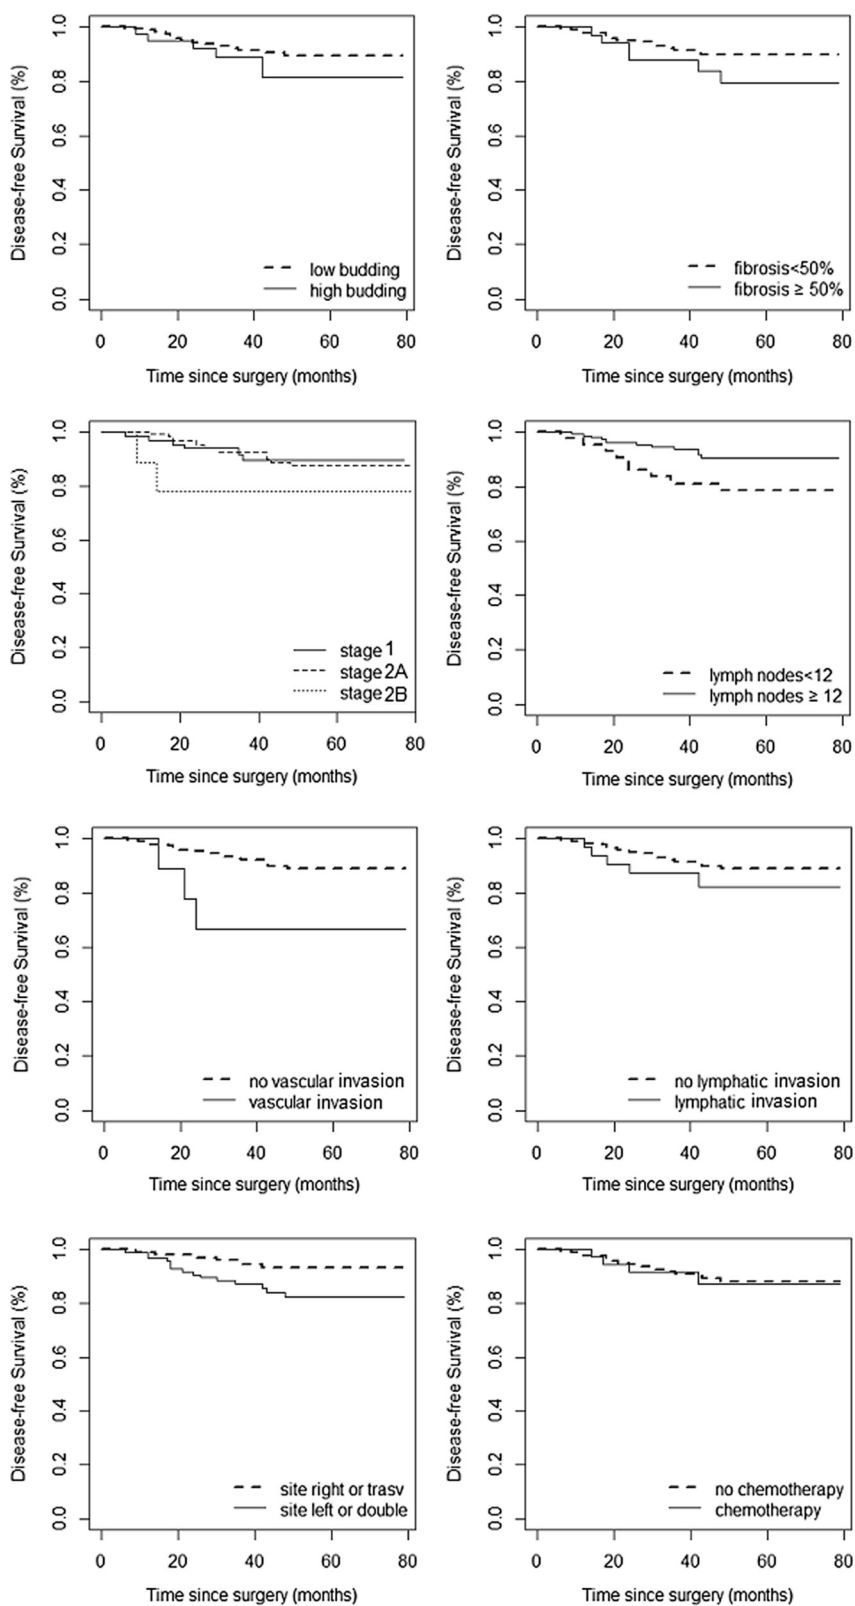 Disease-free Survival (%)
1.0
0.8
0.6
0.4
0.2
0.0
low budding
high budding
0 20 40 60 80
Time since surgery (months)
Disease-free Survival (%)
1.0
0.8
0.6
0.4
0.2
0.0
fibrosis<50%
fibrosis ≥ 50%
0 20 40 60 80
Time since surgery (months)
Disease-free Survival (%)
1.0
0.8
0.6
0.4
0.2
0.0
stage 1
stage 2A
stage 2B
0 20 40 60 80
Time since surgery (months)
Disease-free Survival (%)
1.0
0.8
0.6
0.4
0.2
0.0
lymph nodes<12
lymph nodes ≥ 12
0 20 40 60 80
Time since surgery (months)
Disease-free Survival (%)
1.0
0.8
0.6
0.4
0.2
0.0
no vascular invasion
vascular invasion
0 20 40 60 80
Time since surgery (months)
Disease-free Survival (%)
1.0
0.8
0.6
0.4
0.2
0.0
no lymphatic invasion
lymphatic invasion
0 20 40 60 80
Time since surgery (months)
Disease-free Survival (%)
1.0
0.8
0.6
0.4
0.2
0.0
site right or trasv
site left or double
0 20 40 60 80
Time since surgery (months)
Disease-free Survival (%)
1.0
0.8
0.6
0.4
0.2
0.0
no chemotherapy
chemotherapy
0 20 40 60 80
Time since surgery (months)